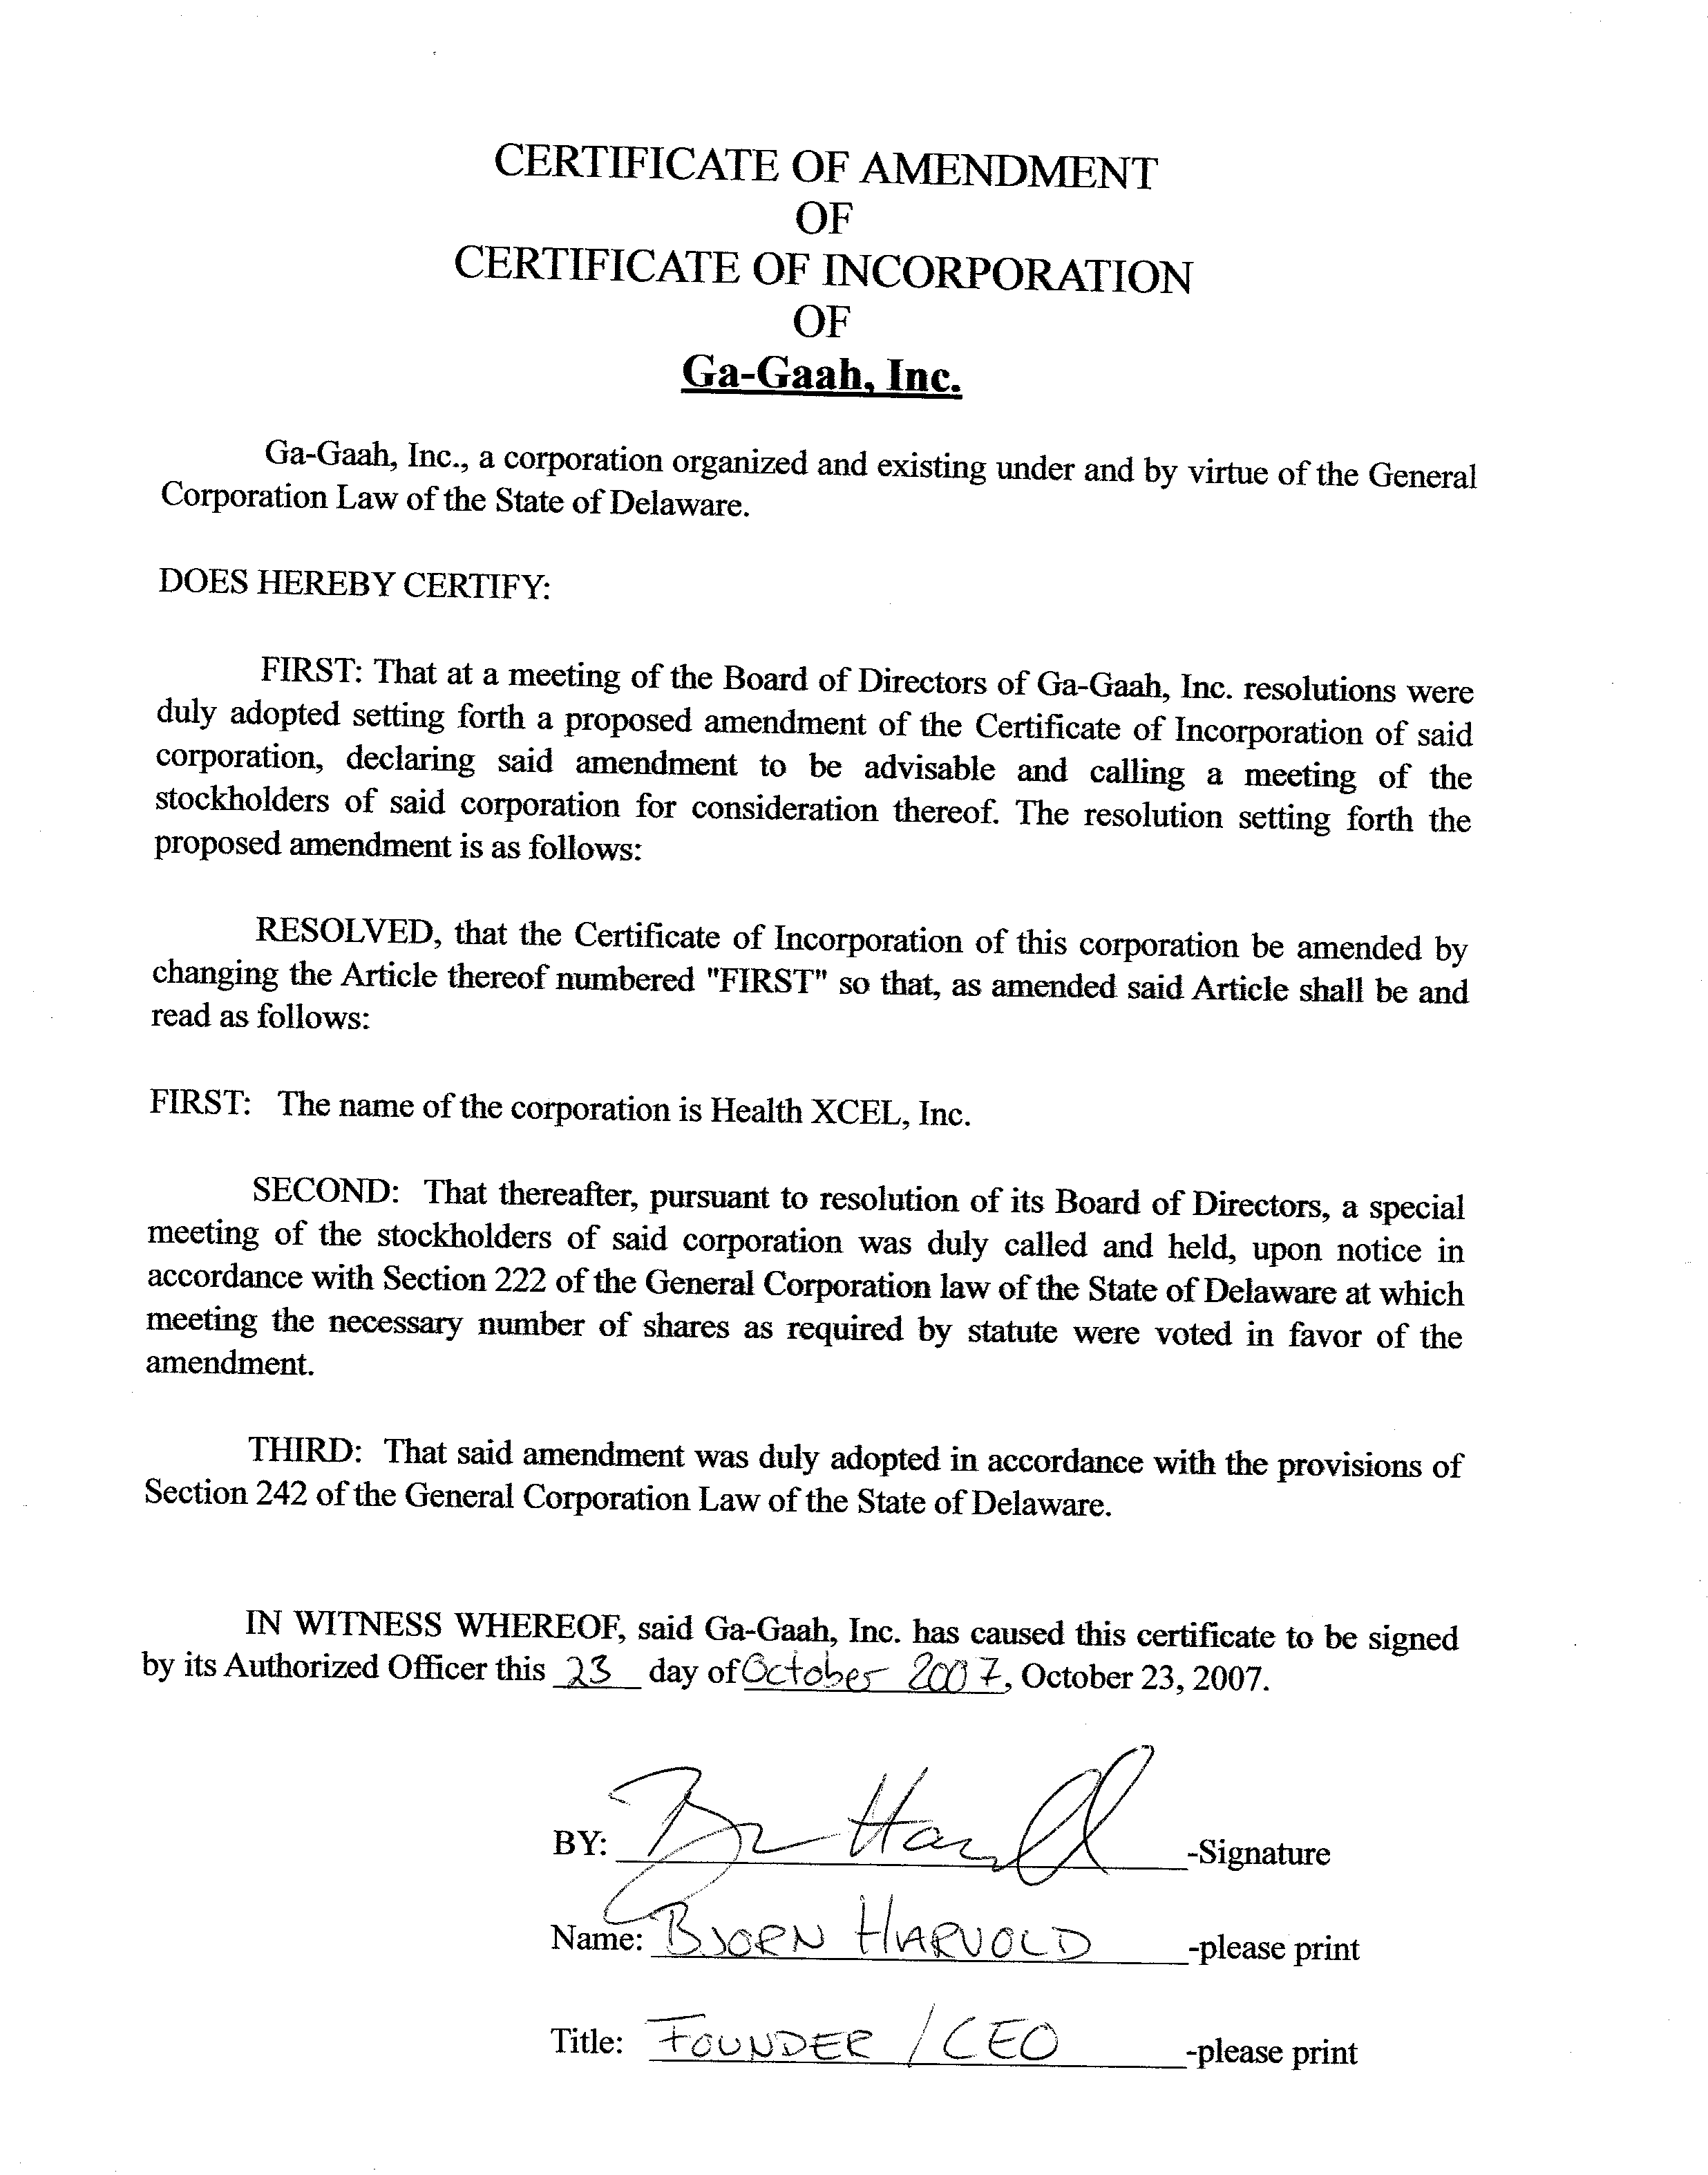 CERTIFICATE OF AMENDMENT
OF
CERTIFICATE OF INCORPORATION
OF
Ga-Gaah, Inc.
Ga-Gaah, Inc., a corporation organized and existing under and by virtue of the General
Corporation Law of the State of Delaware.
DOES HEREBY CERTIFY:
FIRST: That at a meeting of the Board of Directors of Ga-Gaah, Inc. resolutions were
duly adopted setting forth a proposed amendment of the Certificate of Incorporation of said
corporation, declaring said amendment to be advisable and calling a meeting of the
stockholders of said corporation for consideration thereof. The resolution setting forth the
proposed amendment is as follows:
RESOLVED, that the Certificate of Incorporation of this corporation be amended by
changing the Article thereof numbered "FIRST" so that, as amended said Article shall be and
read as follows:
FIRST: The name of the corporation is Health XCEL, Inc.
SECOND: That thereafter, pursuant to resolution of its Board of Directors, a special
meeting of the stockholders of said corporation was duly called and held, upon notice in
accordance with Section 222 of the General Corporation law of the State of Delaware at which
meeting the necessary number of shares as required by statute were voted in favor of the
amendment.
THIRD: That said amendment was duly adopted in accordance with the provisions of
Section 242 of the General Corporation Law of the State of Delaware.
IN WITNESS WHEREOF, said Ga-Gaah, Inc. has caused this certificate to be signed
by its Authorized Officer this 23 day of October 2007, October 23, 2007.
BY: -Signature
Name: BJORN HARVOLD -please print
Title: FOUNDER / CEO -please print